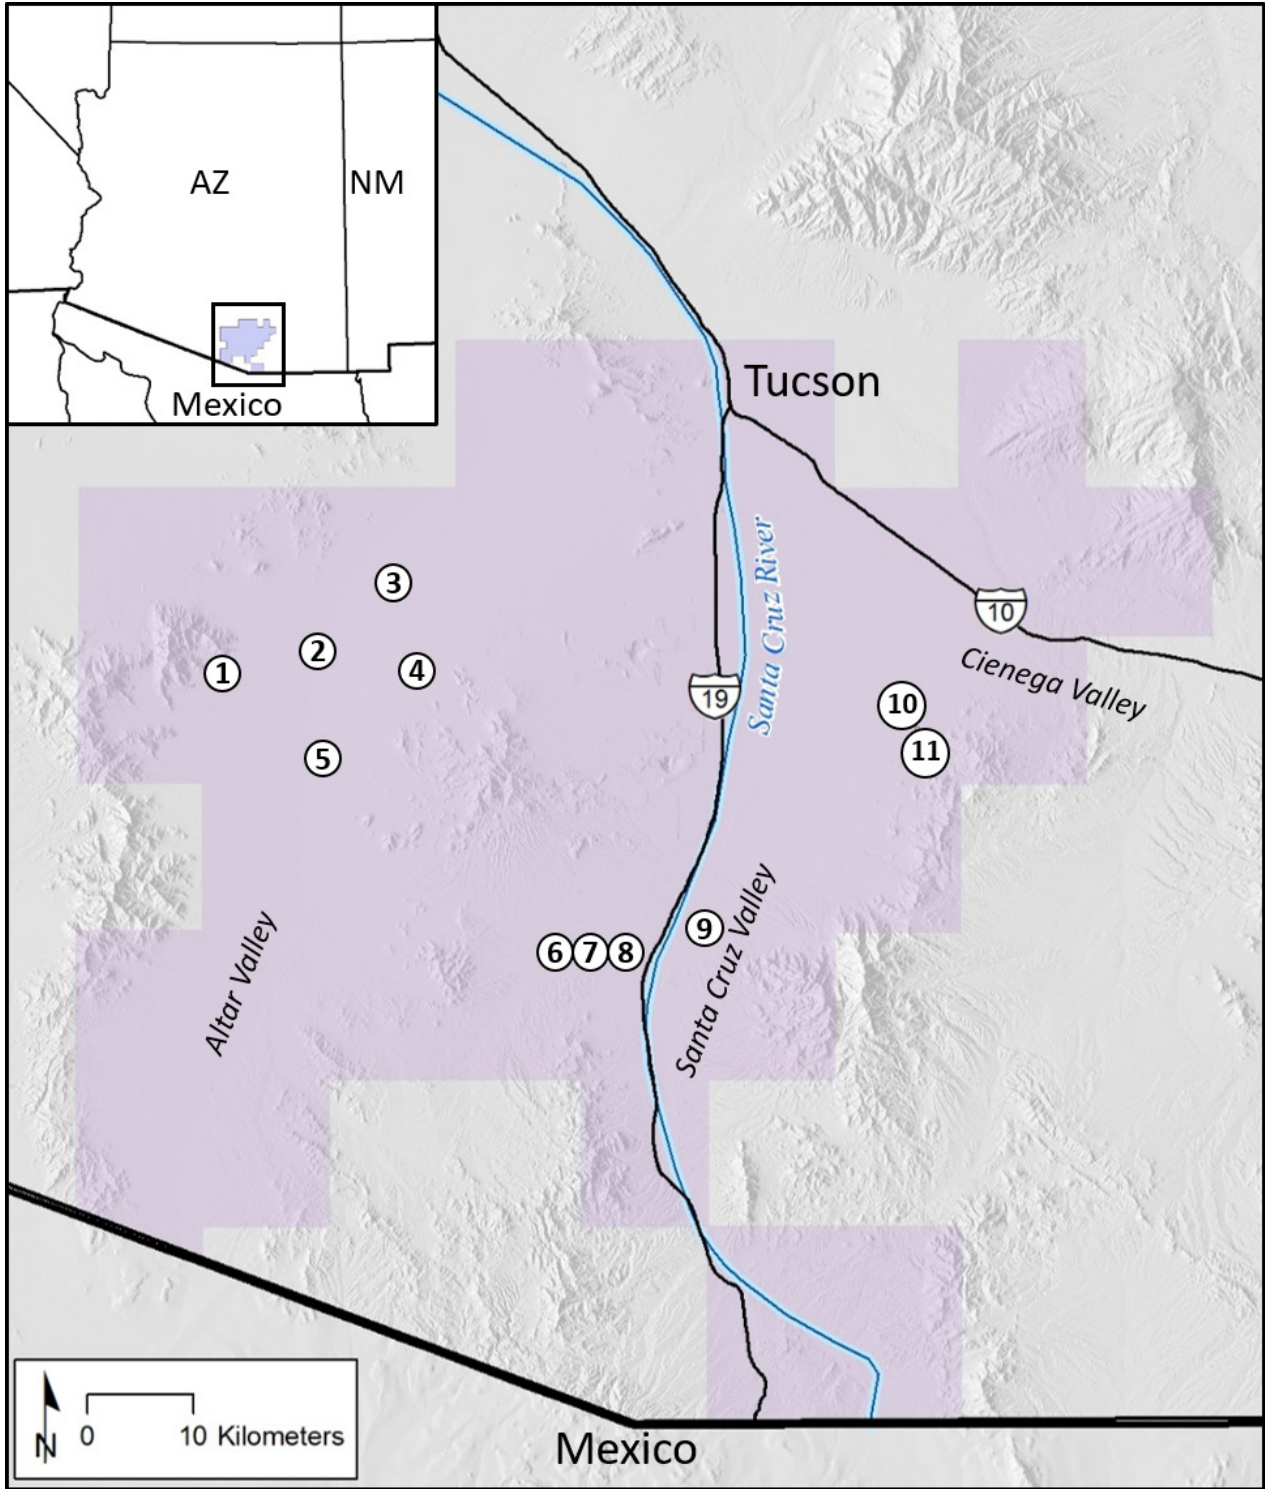 AZ
NM
Mexico
Tucson
3
2
1
4
5
10
19
Santa Cruz River
Cienega Valley
10
11
Altar Valley
6 7 8
9
Santa Cruz Valley
N
0 10 Kilometers
Mexico